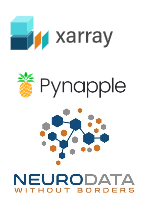 xarray
Pynapple
NEURODATA
WITHOUT BORDERS